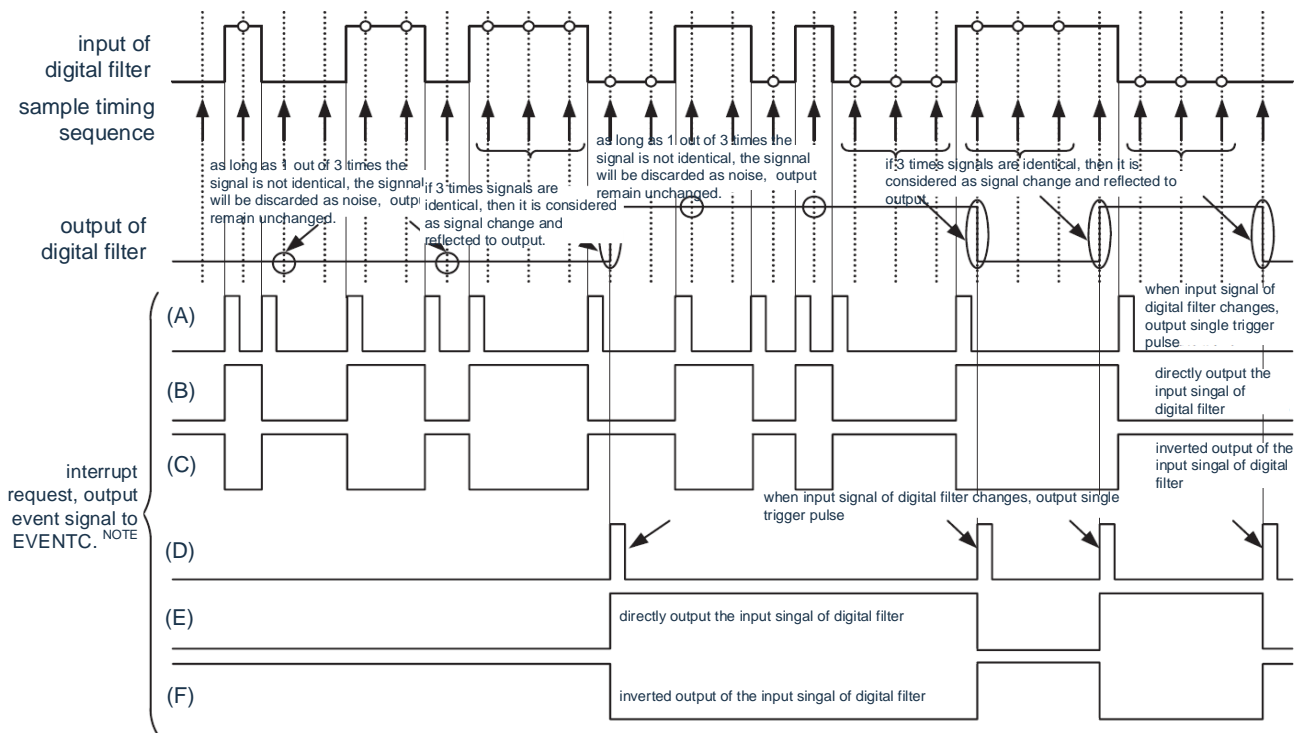 input of
digital filter
sample timing
sequence
as long as 1 out of 3 times the
signal is not identical, the signnal
will be discarded as noise, output
remain unchanged.
if 3 times signals are
identical, then it is considered
as signal change and
reflected to output.
as long as 1 out of 3 times the
signal is not identical, the signnal
will be discarded as noise, output
remain unchanged.
if 3 times signals are identical, then it is
considered as signal change and reflected to
output.
output of
digital filter
(A)
when input signal of
digital filter changes,
output single trigger
pulse
(B)
directly output the
input singal of
digital filter
(C)
inverted output of the
input singal of digital
filter
interrupt
request, output
event signal to
EVENTC. NOTE
when input signal of digital filter changes, output single
trigger pulse
(D)
(E)
directly output the input singal of digital filter
(F)
inverted output of the input singal of digital filter